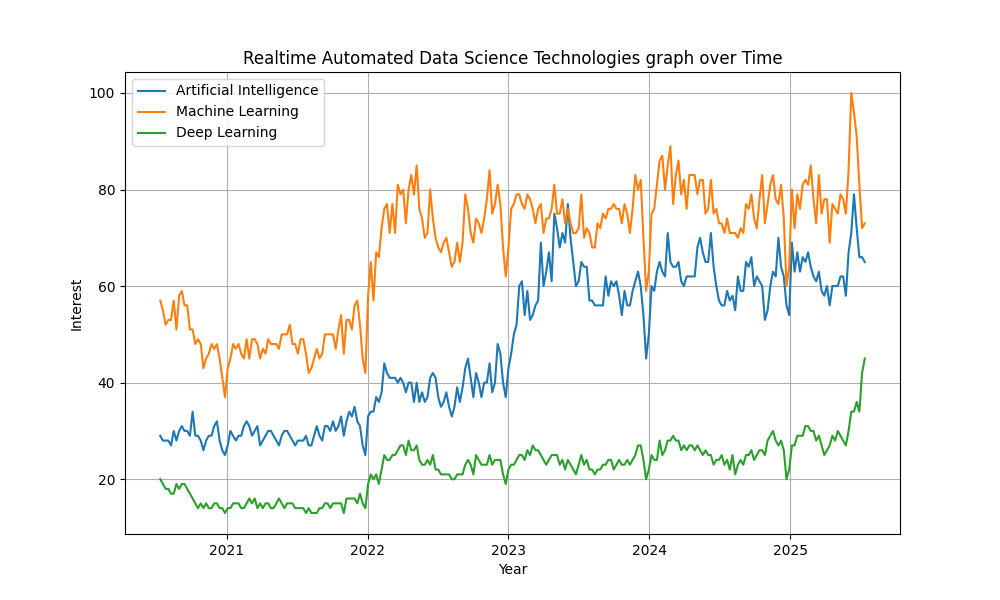 Realtime Automated Data Science Technologies graph over Time
Artificial Intelligence
Machine Learning
Deep Learning
100
80
60
40
20
Interest
2021 2022 2023 2024 2025
Year